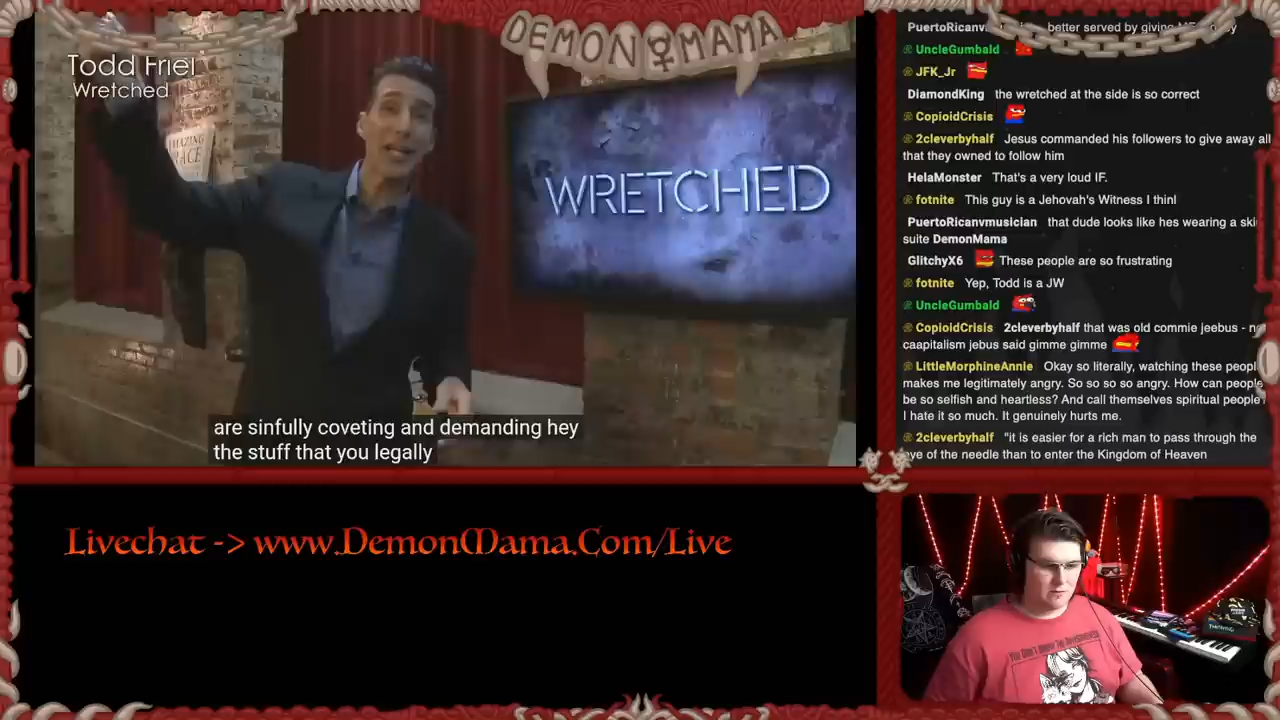 DEMON MAMA
Todd Friel
Wretched
AMAZING
WRETCHED
are sinfully coveting and demanding hey
the stuff that you legally
Livechat -> www.DemonMama.Com/Live
PuertoRicanv better served by giving
UncleGumbald
JFK_Jr
DiamondKing the wretched at the side is so correct
CopioidCrisis
2cleverbyhalf Jesus commanded his followers to give away all
that they owned to follow him
HelaMonster That's a very loud IF.
fotnite This guy is a Jehovah's Witness I thinl
PuertoRicanvmusician that dude looks like hes wearing a ski
suite DemonMama
GlitchyX6 These people are so frustrating
fotnite Yep, Todd is a JW
UncleGumbald
CopioidCrisis 2cleverbyhalf that was old commie jeebus - n
caapitalism jebus said gimme gimme
LittleMorphineAnnie Okay so literally, watching these peopl
makes me legitimately angry. So so so so angry. How can people
be so selfish and heartless? And call themselves spiritual people
I hate it so much. It genuinely hurts me.
2cleverbyhalf "it is easier for a rich man to pass through the
eye of the needle than to enter the Kingdom of Heaven